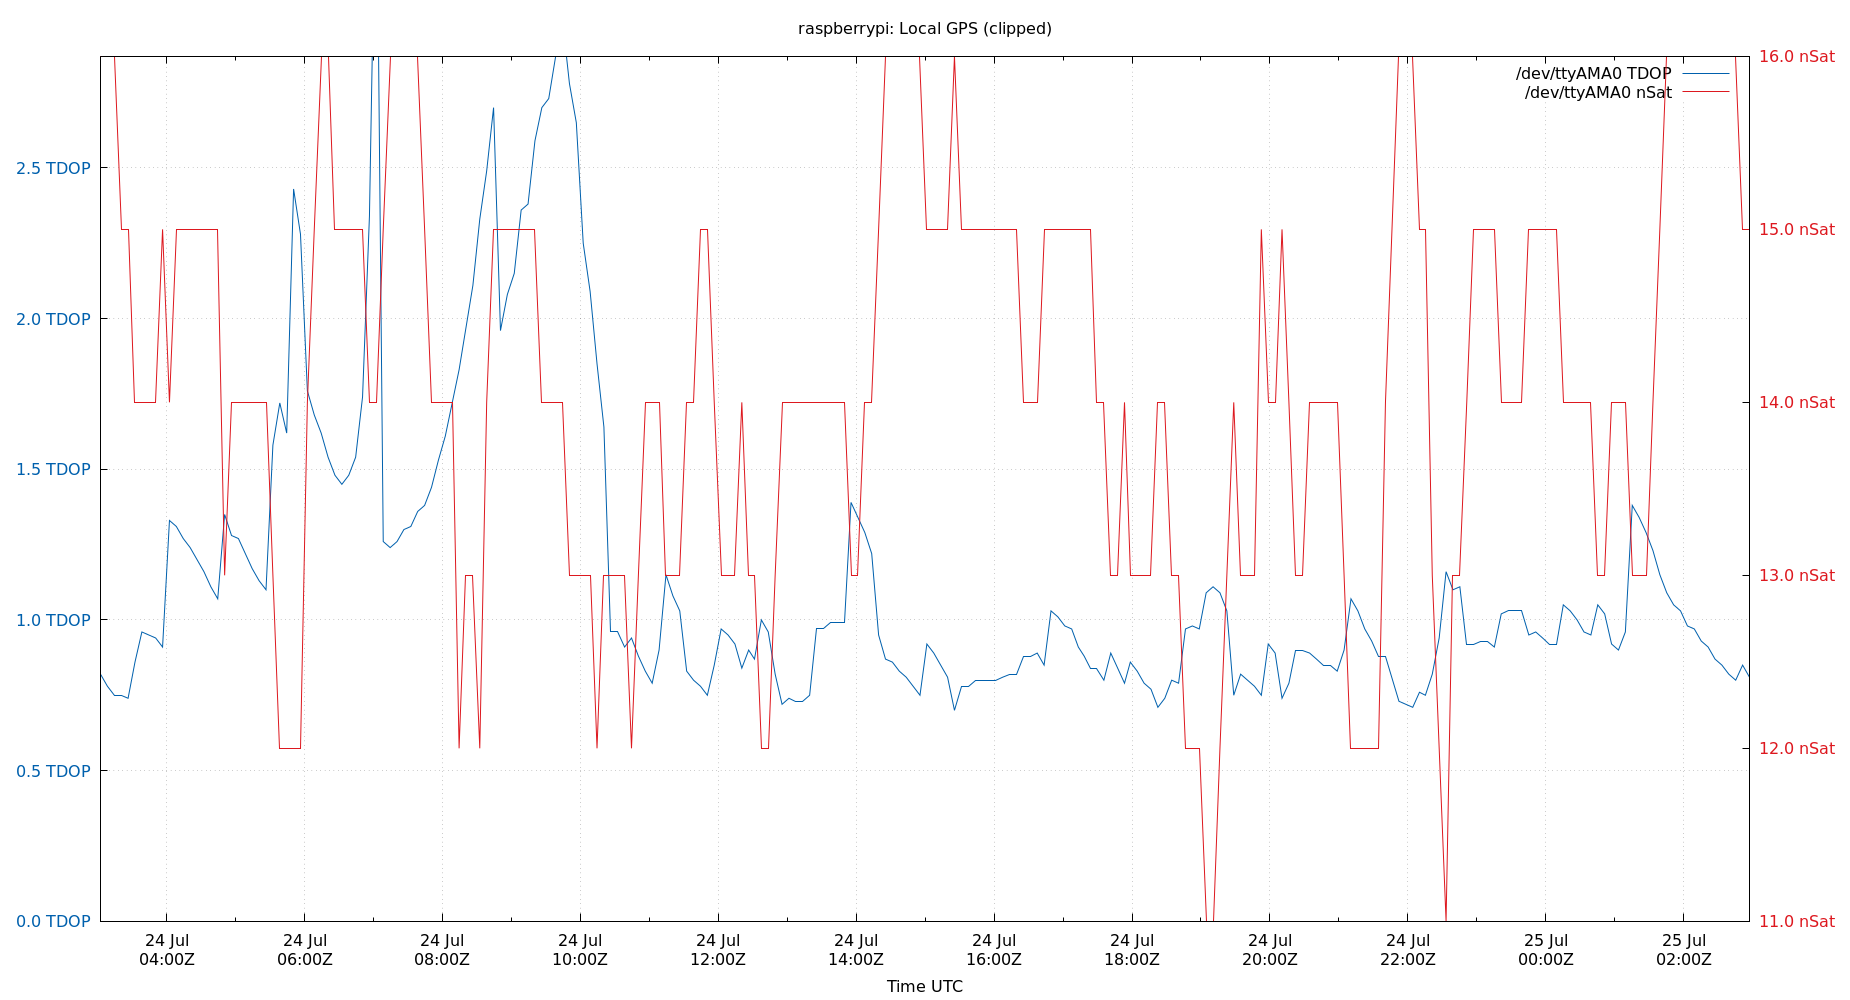 raspberrypi: Local GPS (clipped)
16.0 nSat
/dev/ttyAMA0 TDOP
/dev/ttyAMA0 nSat
2.5 TDOP
15.0 nSat
2.0 TDOP
14.0 nSat
1.5 TDOP
13.0 nSat
1.0 TDOP
12.0 nSat
0.5 TDOP
0.0 TDOP
11.0 nSat
24 Jul 24 Jul 24 Jul 24 Jul 24 Jul 24 Jul 24 Jul 24 Jul 24 Jul 24 Jul 25 Jul 25 Jul
04:00Z 06:00Z 08:00Z 10:00Z 12:00Z 14:00Z 16:00Z 18:00Z 20:00Z 22:00Z 00:00Z 02:00Z
Time UTC